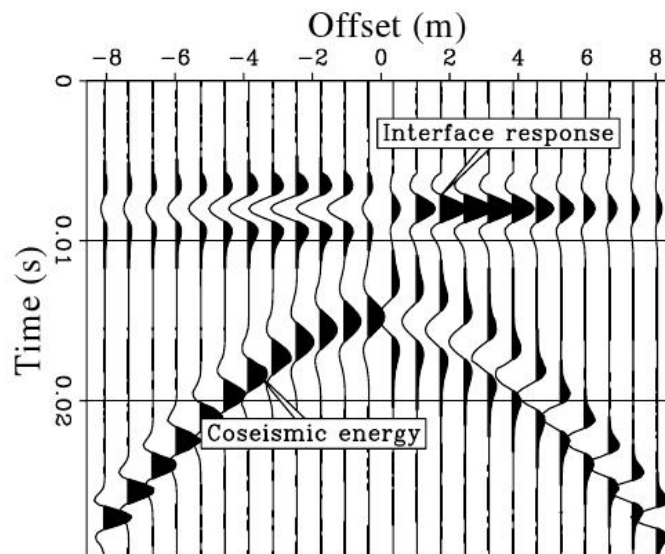 Offset (m)
-8 -6 -4 -2 0 2 4 6 8
0
Interface response
0.01
Time (s)
0.02
Coseismic energy